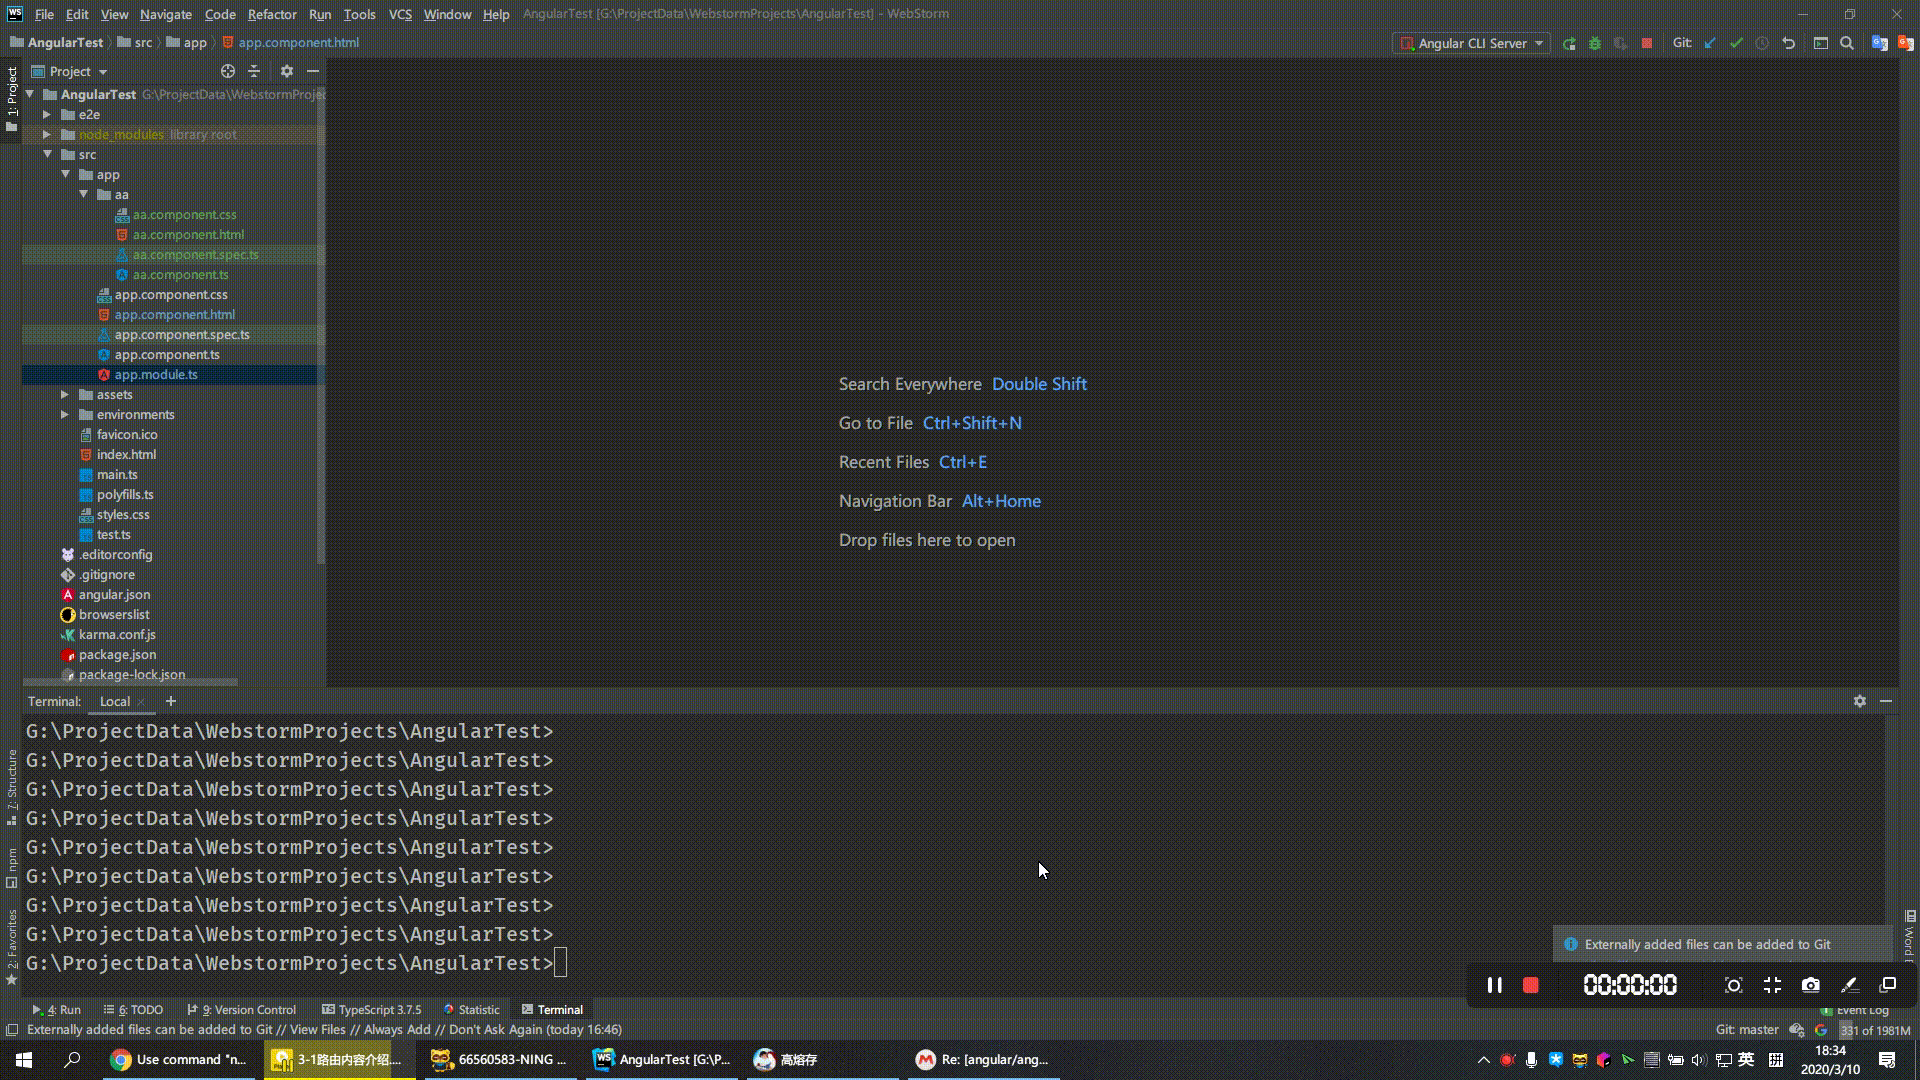 WS File Edit View Navigate Code Refactor Run Tools VCS Window Help AngularTest [G:\ProjectData\WebstormProjects\AngularTest] - WebStorm
AngularTest src app app.component.html Angular CLI Server Git:
1: Project
Project
AngularTest G:\ProjectData\WebstormProjec
e2e
node_modules library root
src
app
aa
aa.component.css
aa.component.html
aa.component.spec.ts
aa.component.ts
app.component.css
app.component.html
app.component.spec.ts
app.component.ts
app.module.ts
assets
environments
favicon.ico
index.html
main.ts
polyfills.ts
styles.css
test.ts
.editorconfig
.gitignore
angular.json
browserslist
karma.conf.js
package.json
package-lock.json
Search Everywhere Double Shift
Go to File Ctrl+Shift+N
Recent Files Ctrl+E
Navigation Bar Alt+Home
Drop files here to open
Terminal: Local +
G:\ProjectData\WebstormProjects\AngularTest>
G:\ProjectData\WebstormProjects\AngularTest>
G:\ProjectData\WebstormProjects\AngularTest>
G:\ProjectData\WebstormProjects\AngularTest>
G:\ProjectData\WebstormProjects\AngularTest>
G:\ProjectData\WebstormProjects\AngularTest>
G:\ProjectData\WebstormProjects\AngularTest>
G:\ProjectData\WebstormProjects\AngularTest>
G:\ProjectData\WebstormProjects\AngularTest>
7: Structure
npm
2: Favorites
Word
Externally added files can be added to Git
00:00:00
4: Run 6: TODO 9: Version Control TypeScript 3.7.5 Statistic Terminal Event Log
Externally added files can be added to Git // View Files // Always Add // Don't Ask Again (today 16:46) Git: master 331 of 1981M
Use command "n... 3-1路由内容介绍.... 66560583-NING ... AngularTest [G:\P... 高熔存 Re: [angular/ang... 英 拼
18:34
2020/3/10